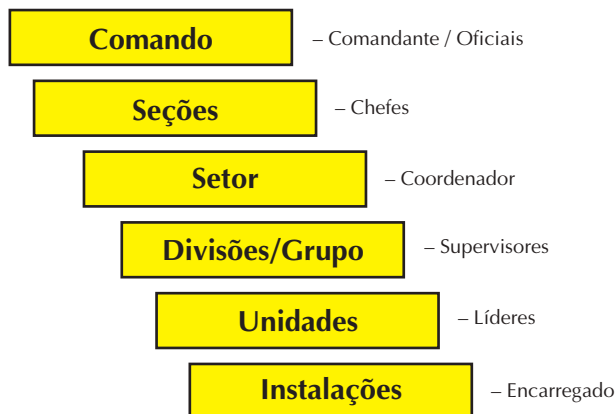 Comando – Comandante / Oficiais
Seções – Chefes
Setor – Coordenador
Divisões/Grupo – Supervisores
Unidades – Líderes
Instalações – Encarregado